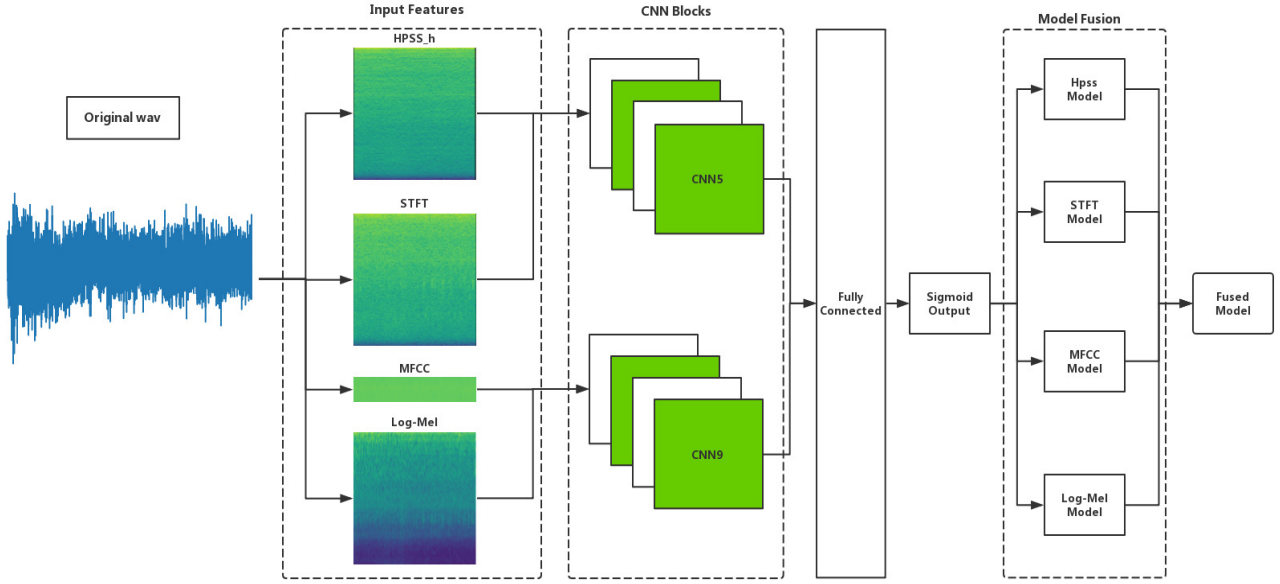 Input Features
CNN Blocks
Model Fusion
Original wav
HPSS_h
STFT
MFCC
Log-Mel
CNN5
CNN9
Fully
Connected
Sigmoid
Output
Hpss
Model
STFT
Model
MFCC
Model
Log-Mel
Model
Fused
Model